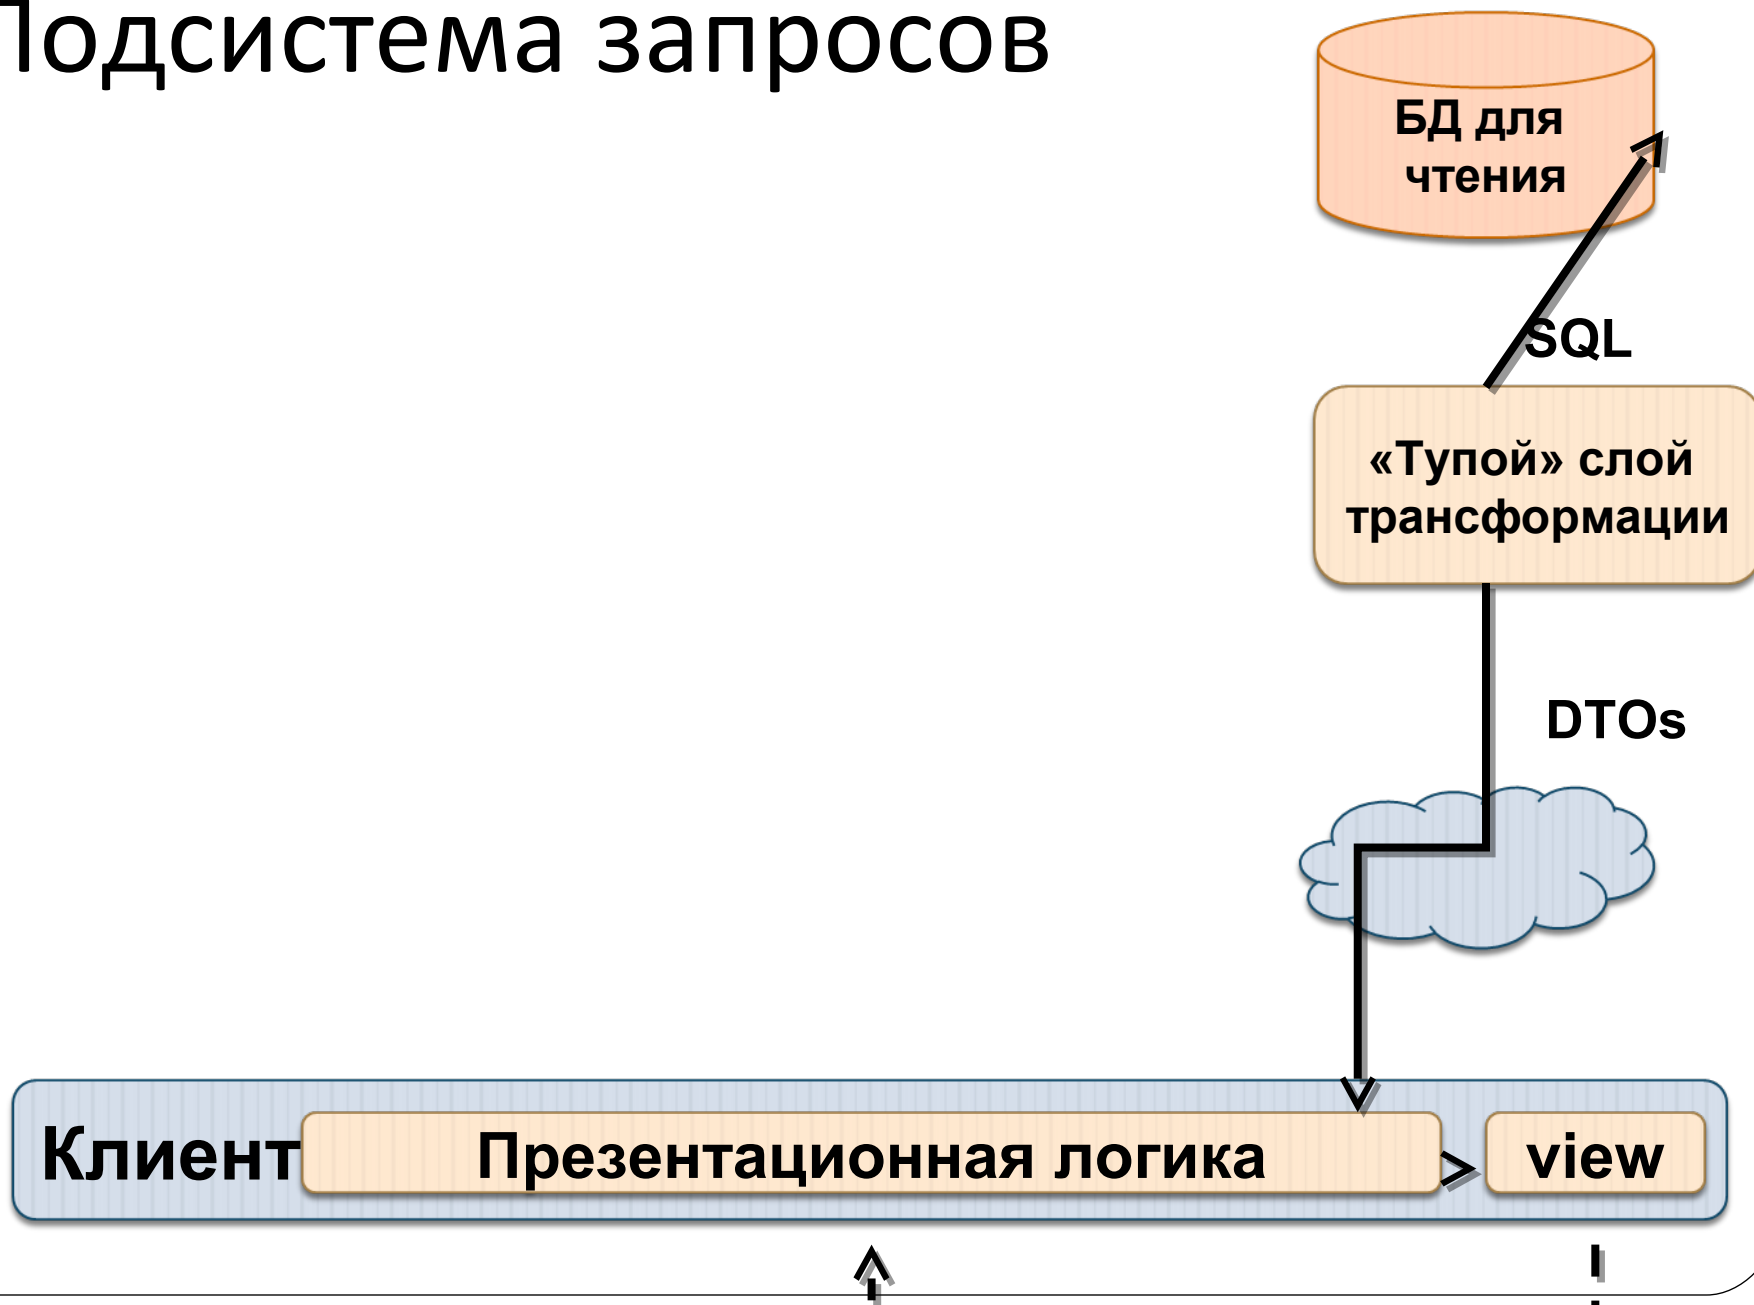 Подсистема запросов
БД для
чтения
SQL
«Тупой» слой
трансформации
DTOs
Клиент
Презентационная логика
view